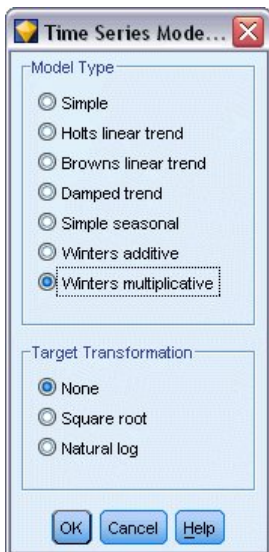 Time Series Mode...
Model Type
Simple
Holts linear trend
Browns linear trend
Damped trend
Simple seasonal
Winters additive
Winters multiplicative
Target Transformation
None
Square root
Natural log
OK Cancel Help